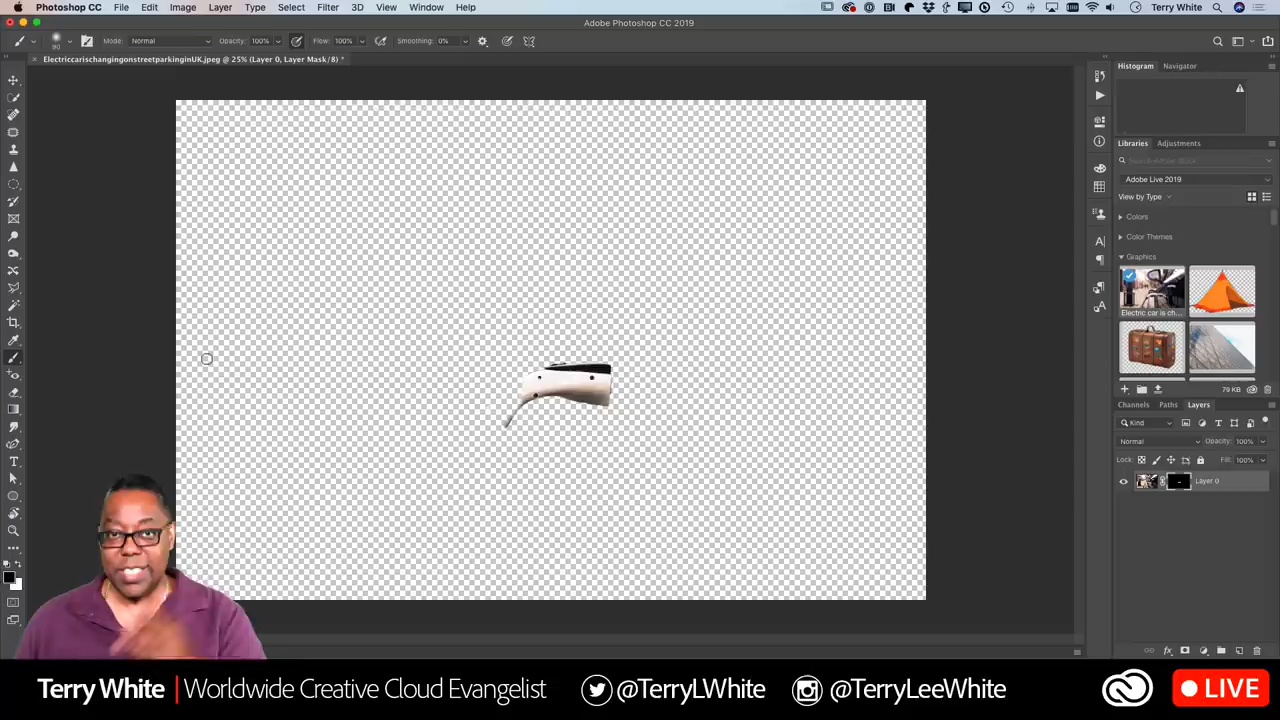 Photoshop CC File Edit Image Layer Type Select Filter 3D View Window Help Terry White
Adobe Photoshop CC 2019
90 Mode: Normal Opacity: 100% Flow: 100% Smoothing: 0%
ElectriccarischangingonstreetparkinginUK.jpeg @ 25% (Layer 0, Layer Mask/8) *
Histogram Navigator
Libraries Adjustments
Adobe Live 2019
View by Type
Colors
Color Themes
Graphics
Electric car is ch...
79 KB
Channels Paths Layers
Kind
Normal Opacity: 100%
Lock: Fill: 100%
Layer 0
Terry White | Worldwide Creative Cloud Evangelist @TerryLWhite @TerryLeeWhite LIVE